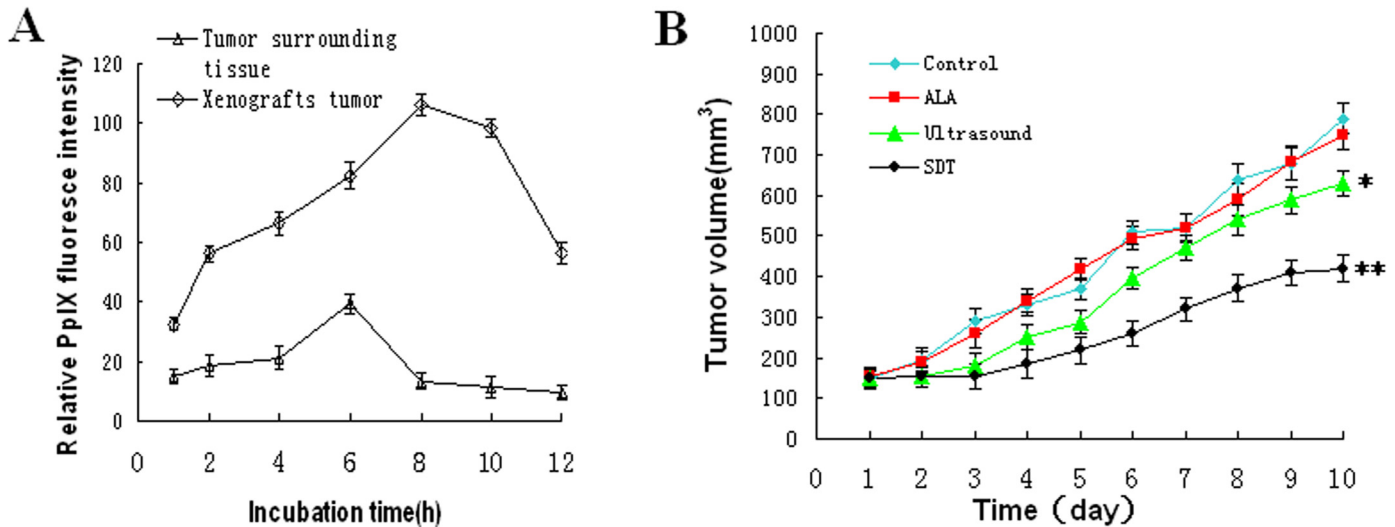 A
Tumor surrounding
tissue
Xenografts tumor
Relative PpIX fluoresce intensity
120
100
80
60
40
20
0
0 2 4 6 8 10 12
Incubation time(h)
B
Control
ALA
Ultrasound
SDT
Tumor volume(mm³)
1000
900
800
700
600
500
400
300
200
100
0
*
**
0 1 2 3 4 5 6 7 8 9 10
Time (day)